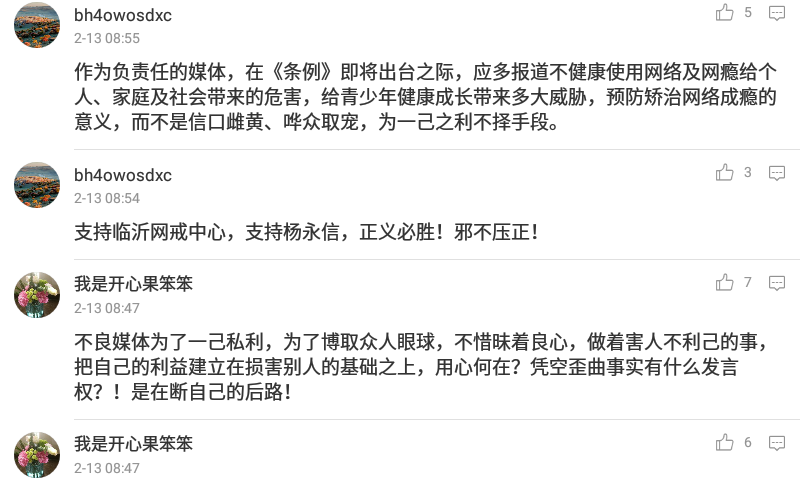 bh4owosdxc
5
2-13 08:55
作为负责任的媒体，在《条例》即将出台之际，应多报道不健康使用网络及网瘾给个
人、家庭及社会带来的危害，给青少年健康成长带来多大威胁，预防矫治网络成瘾的
意义，而不是信口雌黄、哗众取宠，为一己之利不择手段。
bh4owosdxc
3
2-13 08:54
支持临沂网戒中心，支持杨永信，正义必胜！邪不压正！
我是开心果笨笨
7
2-13 08:47
不良媒体为了一己私利，为了博取众人眼球，不惜昧着良心，做着害人不利己的事，
把自己的利益建立在损害别人的基础之上，用心何在？凭空歪曲事实有什么发言
权？！是在断自己的后路！
我是开心果笨笨
6
2-13 08:47